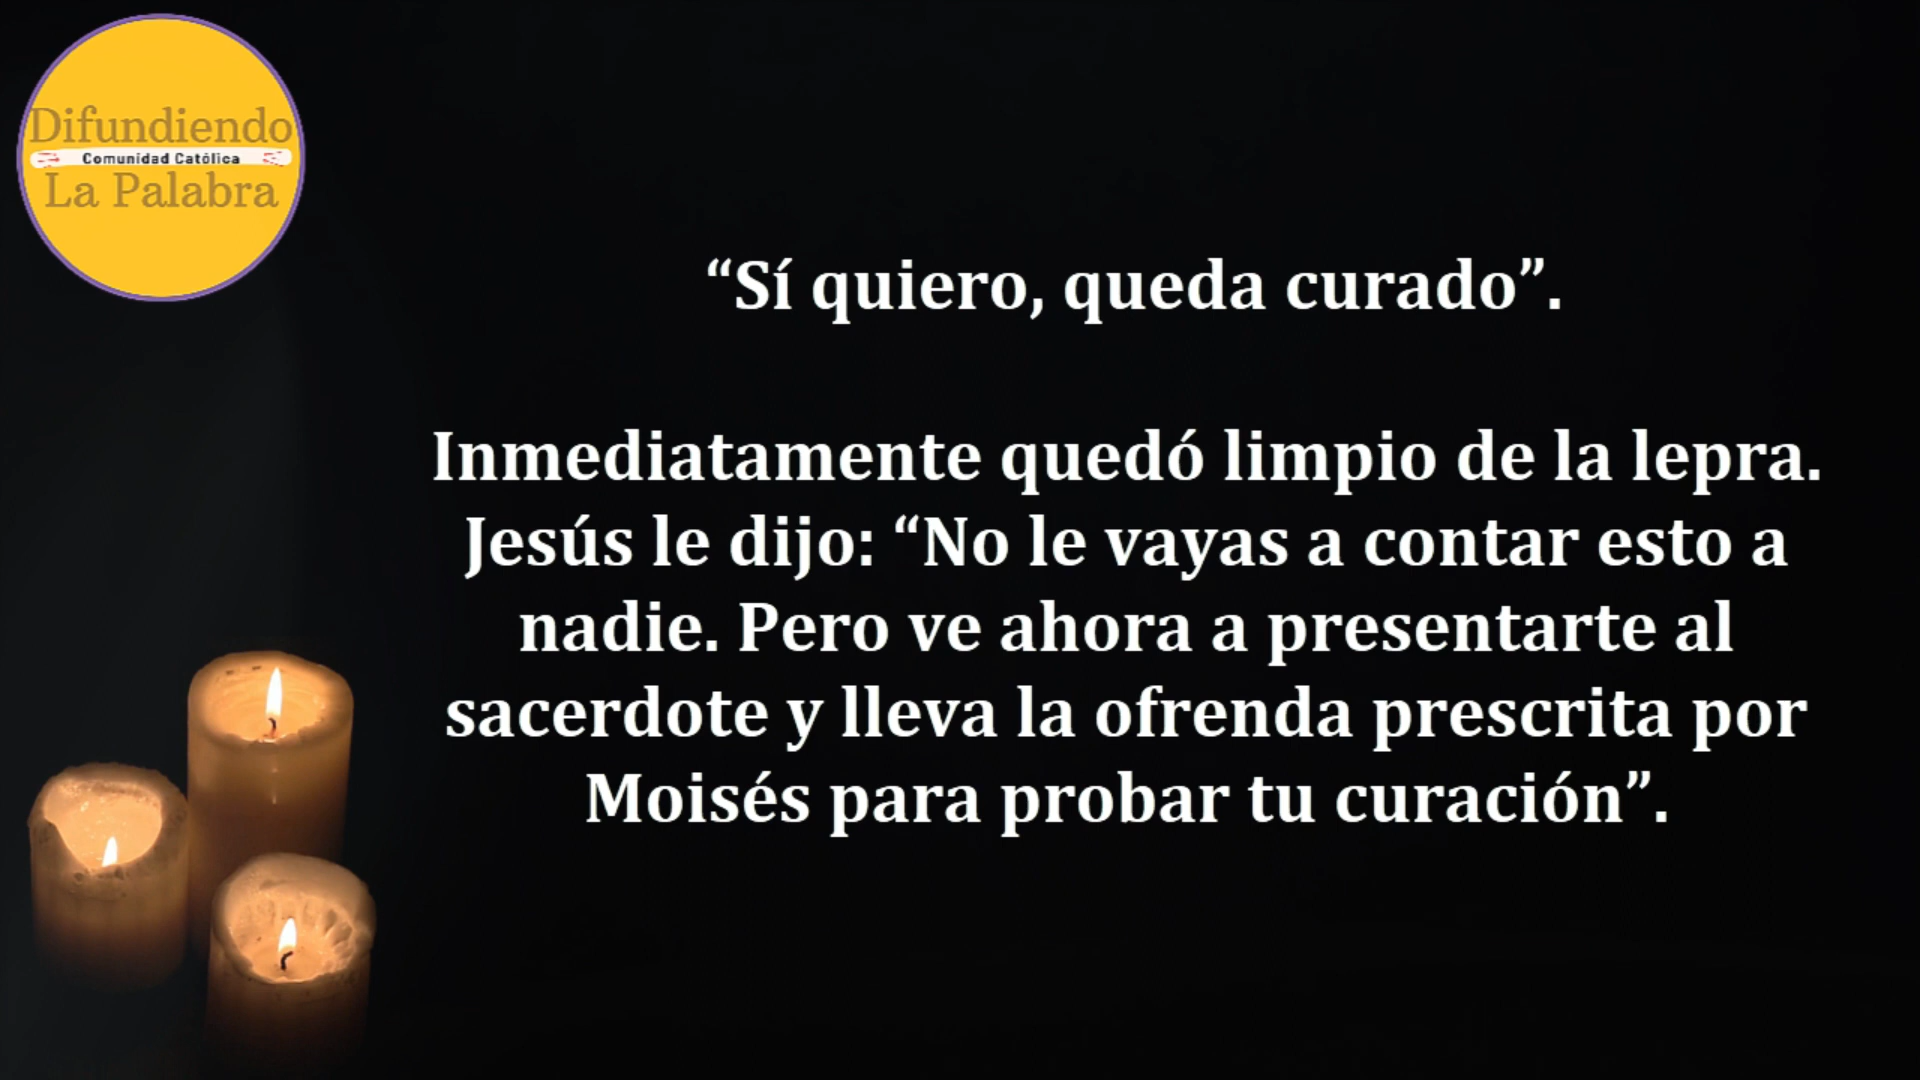 Difundiendo
Comunidad Católica
La Palabra
“Sí quiero, queda curado”.
Inmediatamente quedó limpio de la lepra.
Jesús le dijo: “No le vayas a contar esto a
nadie. Pero ve ahora a presentarte al
sacerdote y lleva la ofrenda prescrita por
Moisés para probar tu curación”.